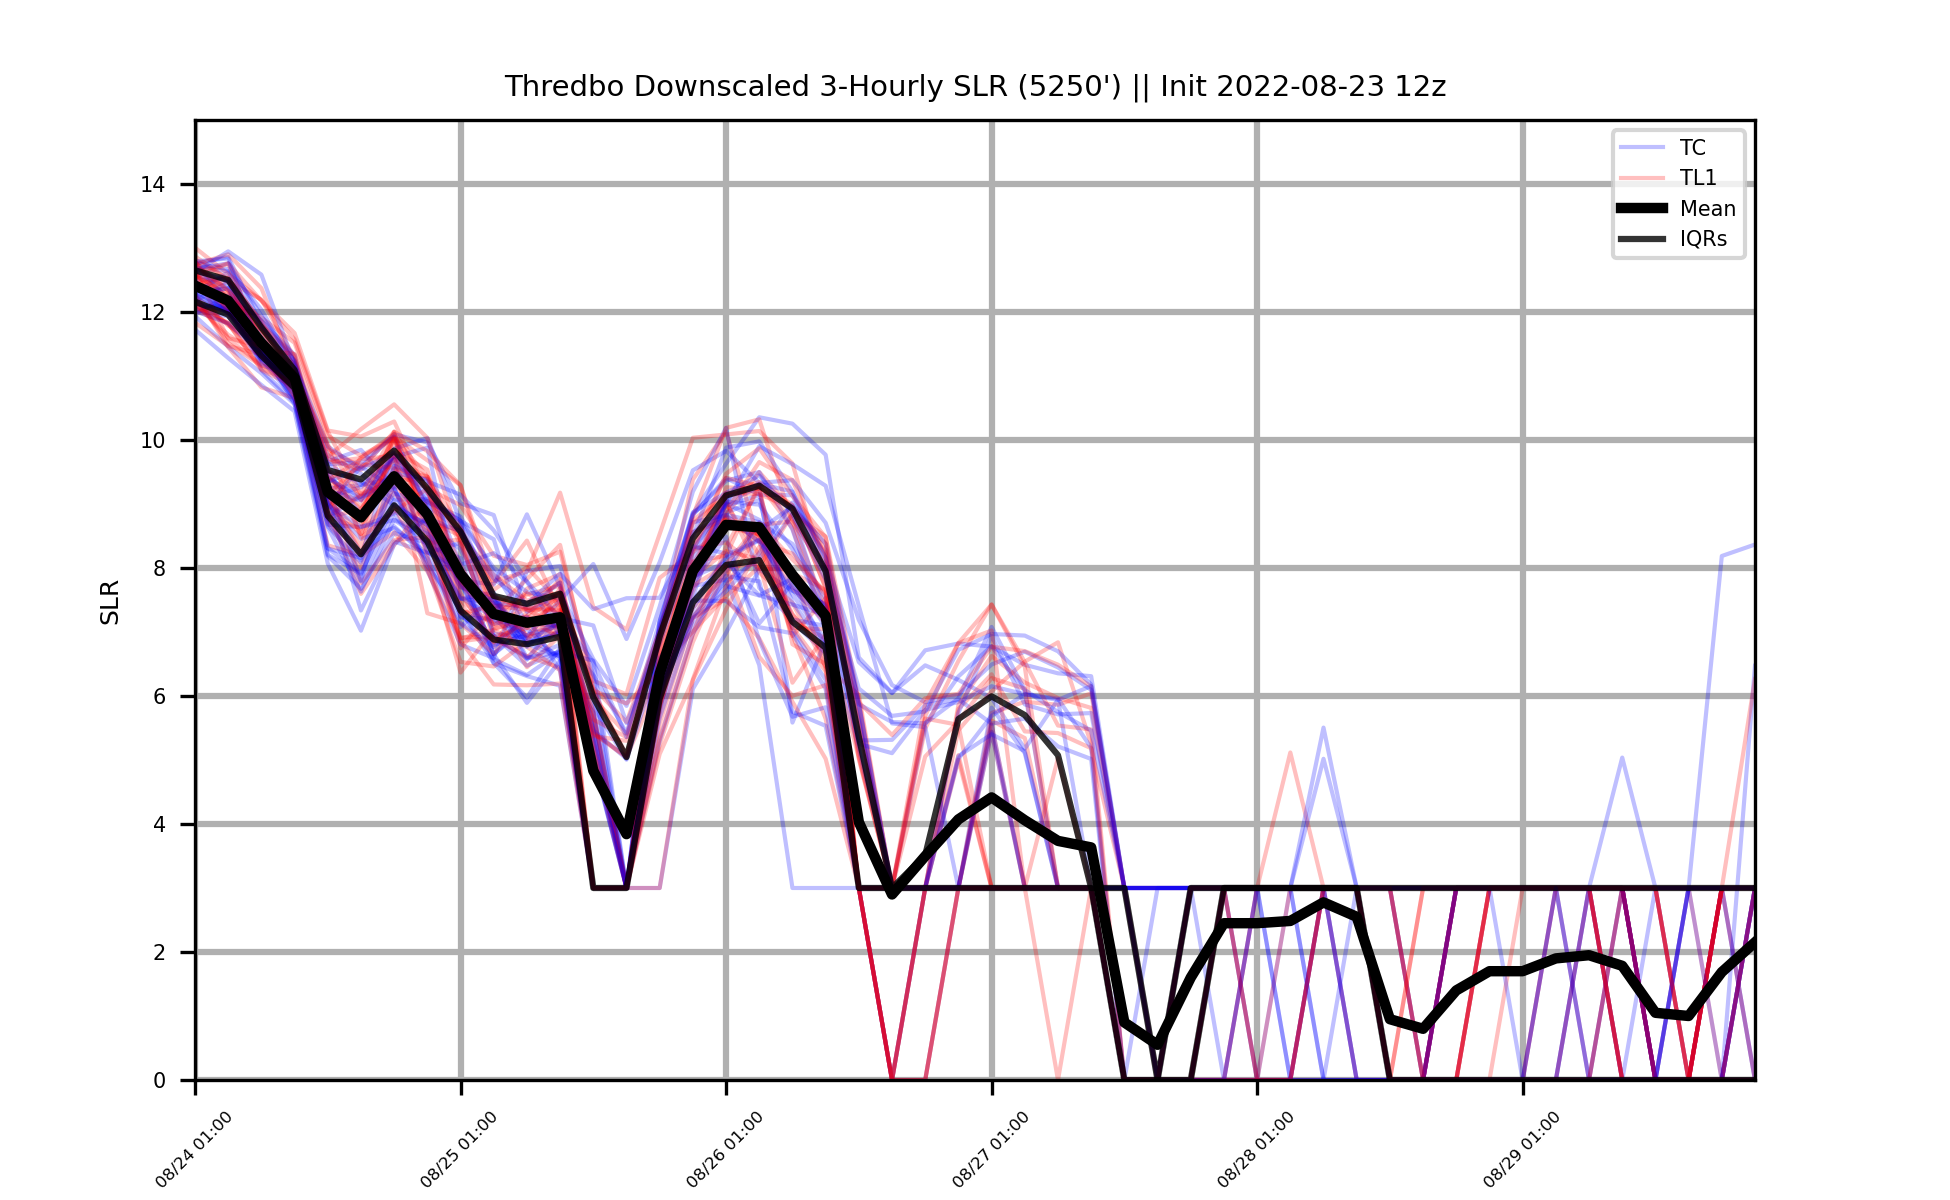 Thredbo Downscaled 3-Hourly SLR (5250') || Init 2022-08-23 12z
TC
TL1
Mean
IQRs
SLR
14
12
10
8
6
4
2
0
08/24 01:00
08/25 01:00
08/26 01:00
08/27 01:00
08/28 01:00
08/29 01:00